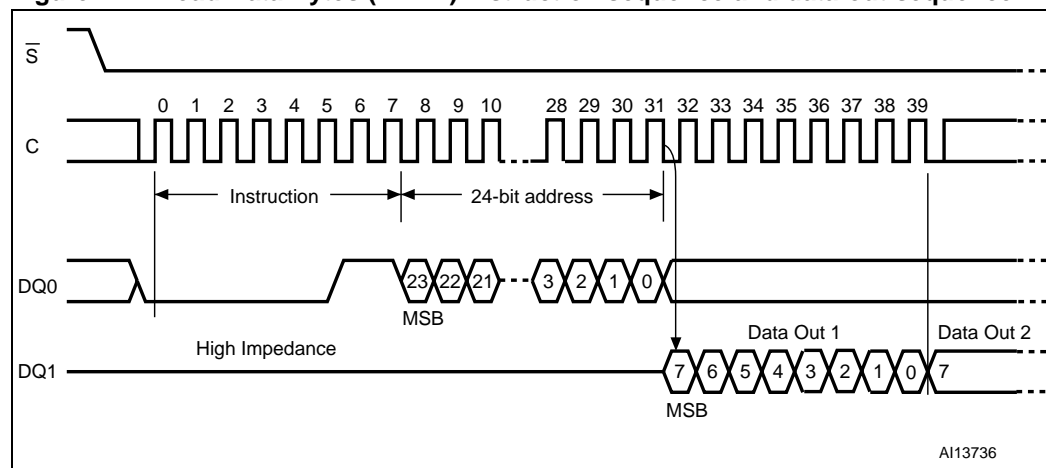 S
0 1 2 3 4 5 6 7 8 9 10 28 29 30 31 32 33 34 35 36 37 38 39
C
Instruction 24-bit address
DQ0 23 22 21 3 2 1 0
MSB
High Impedance Data Out 1 Data Out 2
DQ1 7 6 5 4 3 2 1 0 7
MSB
AI13736